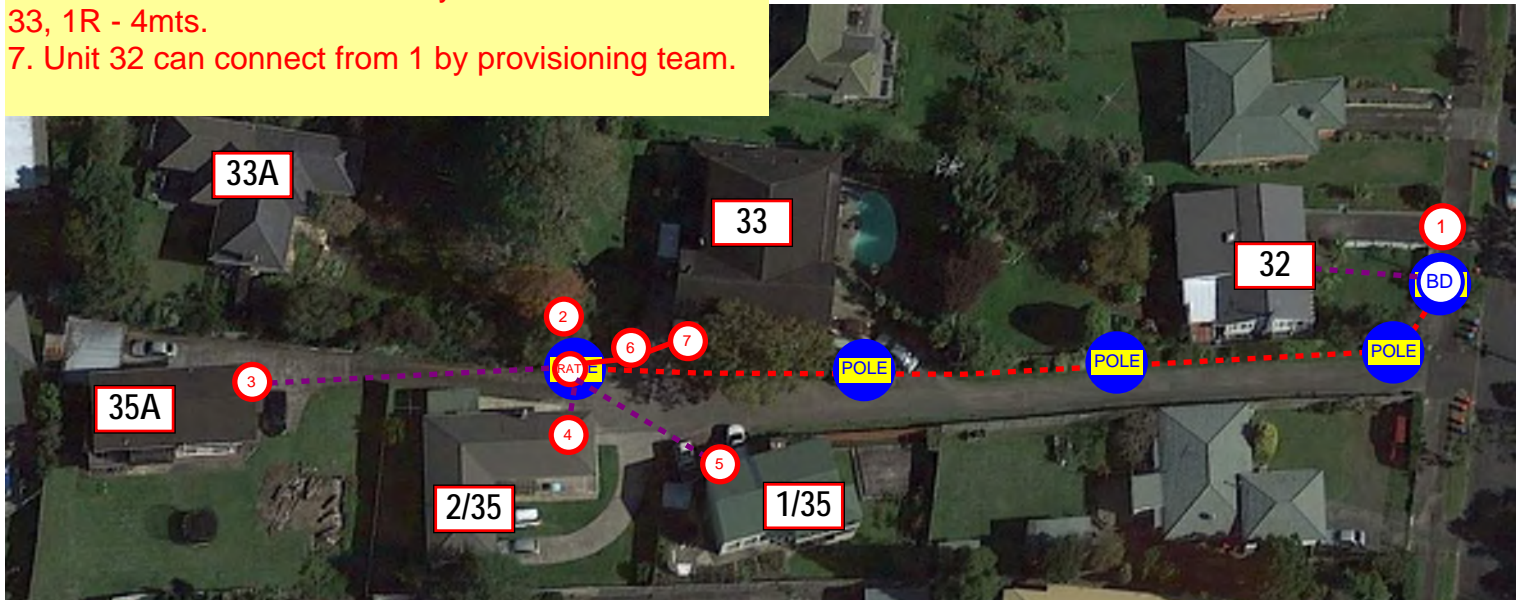 33, 1R - 4mts.
7. Unit 32 can connect from 1 by provisioning team.
33A
33
1
32
BD
2
6
7
POLE
POLE
POLE
RAT
E
3
35A
4
5
2/35
1/35